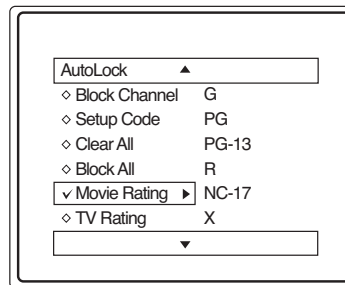 AutoLock
Block Channel G
Setup Code PG
Clear All PG-13
Block All R
Movie Rating NC-17
TV Rating X